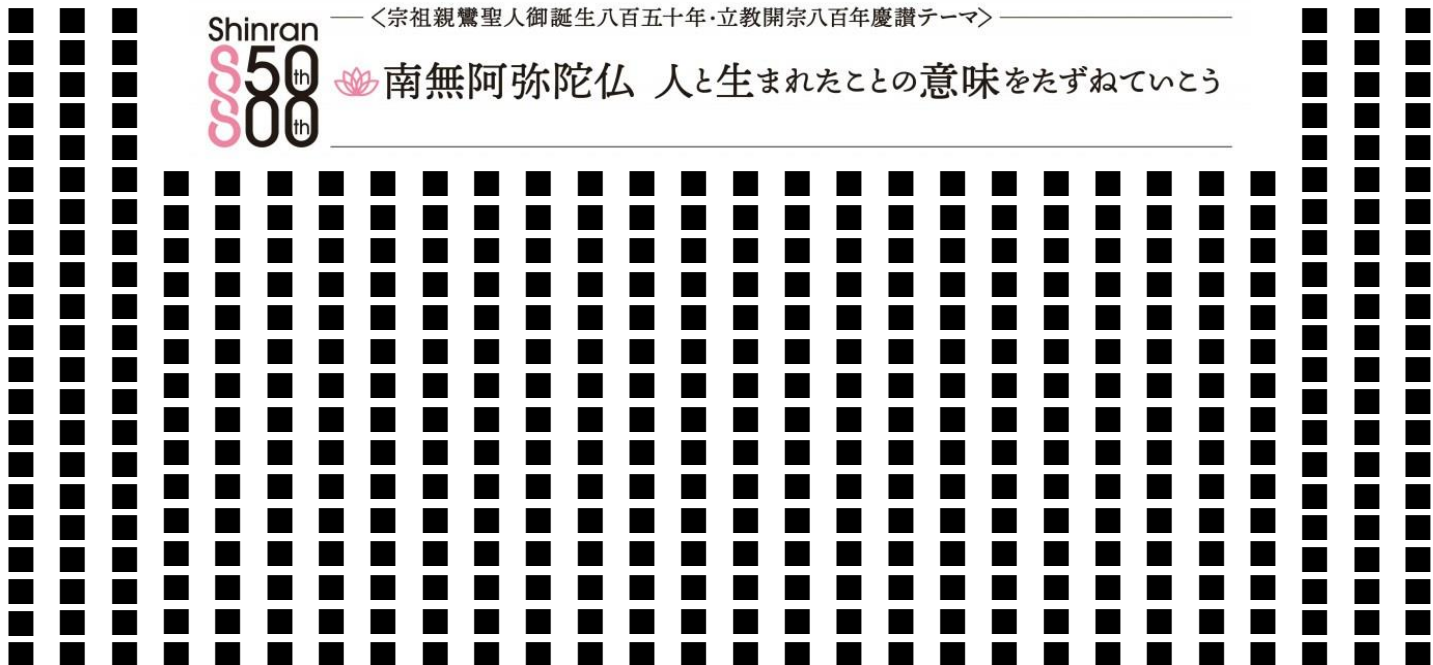 Shinran
850th
800th
〈宗祖親鸞聖人御誕生八百五十年・立教開宗八百年慶讃テーマ〉
南無阿弥陀仏 人と生まれたことの意味をたずねていこう